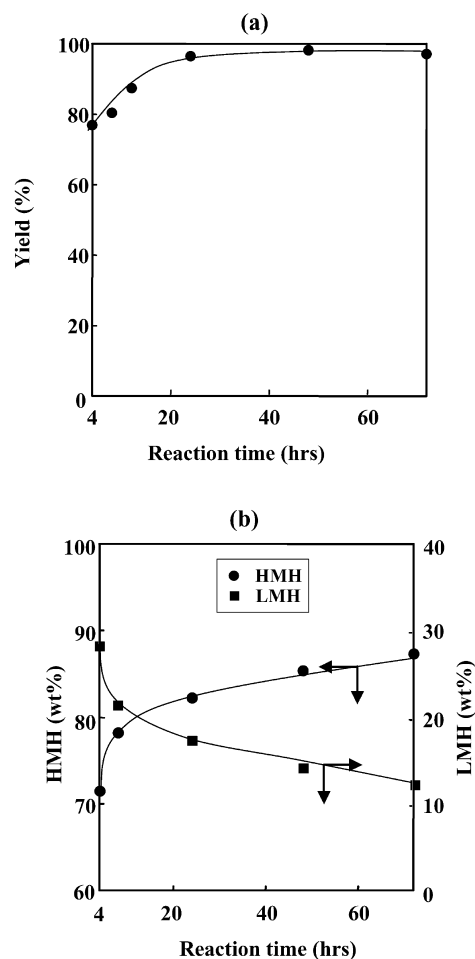 (a)
100
80
60
40
20
0
Yield (%)
4 20 40 60
Reaction time (hrs)
(b)
100 40
HMH
LMH
90 30
80 20
70 10
60 0
HMH (wt%)
LMH (wt%)
4 20 40 60
Reaction time (hrs)